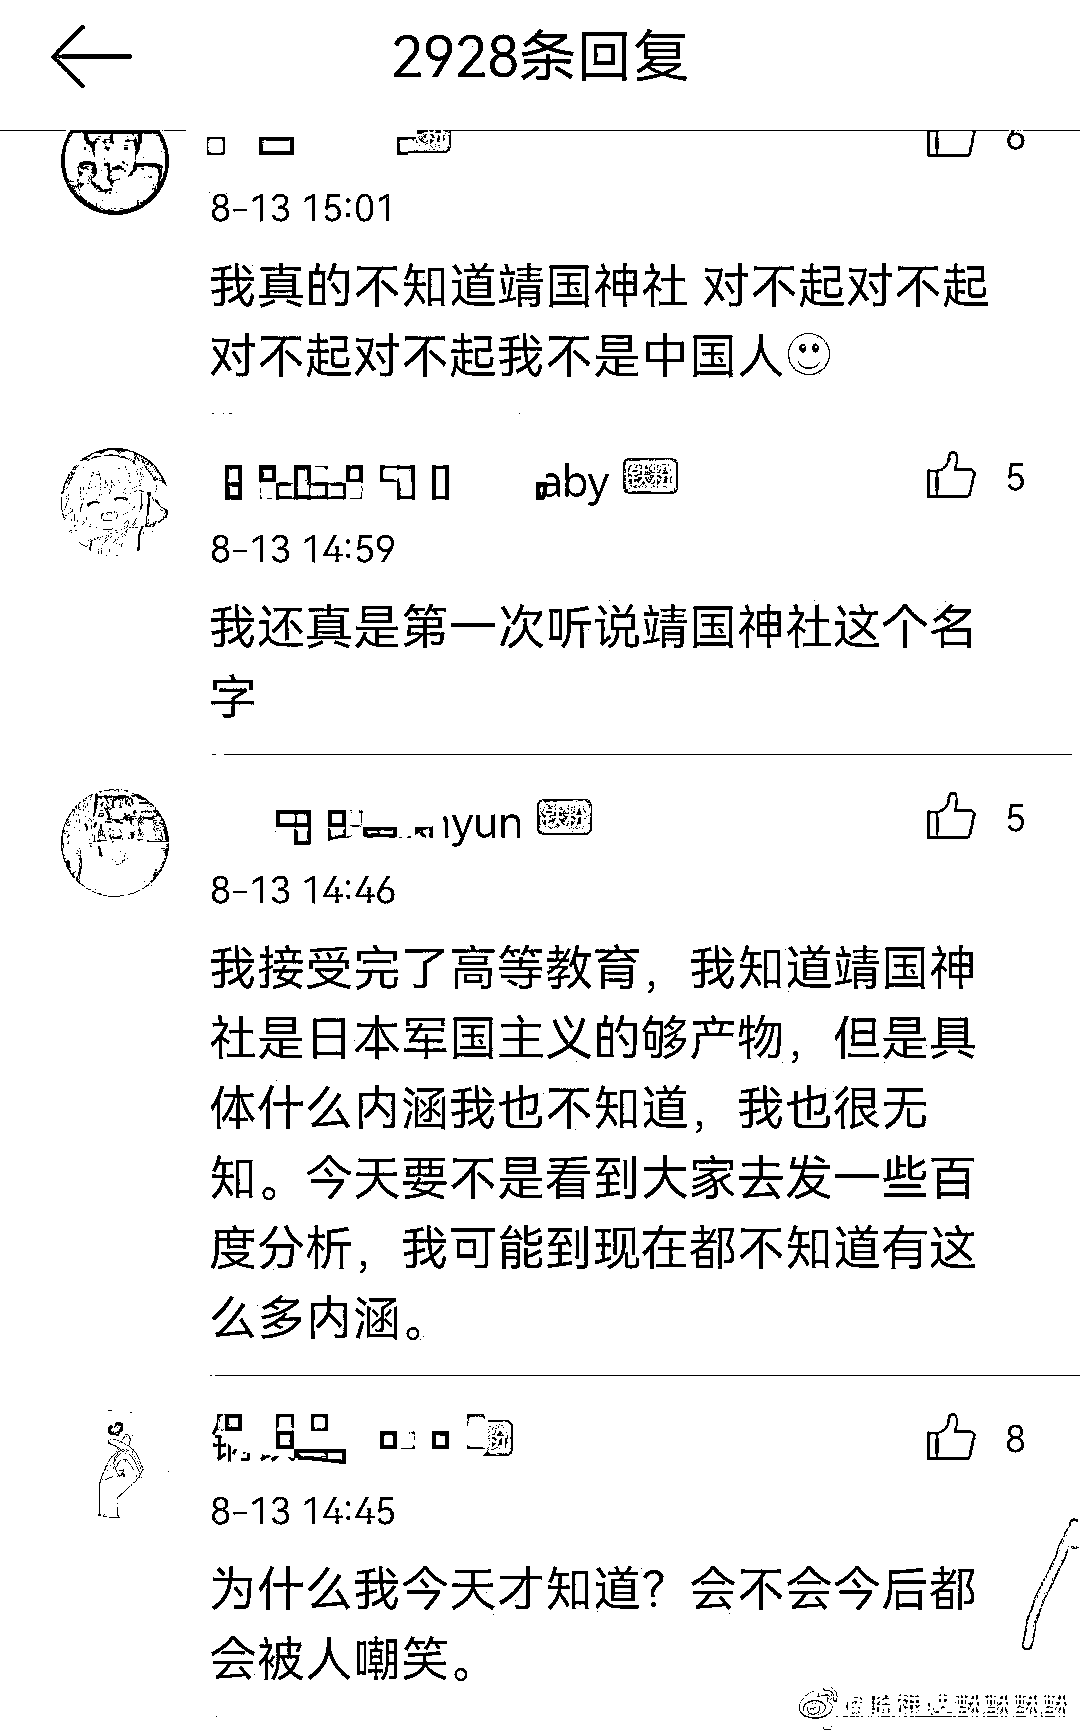 2928条回复
6
8-13 15:01
我真的不知道靖国神社 对不起对不起
对不起对不起我不是中国人
aby 铁粉 5
8-13 14:59
我还真是第一次听说靖国神社这个名
字
yun 铁粉 5
8-13 14:46
我接受完了高等教育，我知道靖国神
社是日本军国主义的够产物，但是具
体什么内涵我也不知道，我也很无
知。今天要不是看到大家去发一些百
度分析，我可能到现在都不知道有这
么多内涵。
8
8-13 14:45
为什么我今天才知道？会不会今后都
会被人嘲笑。